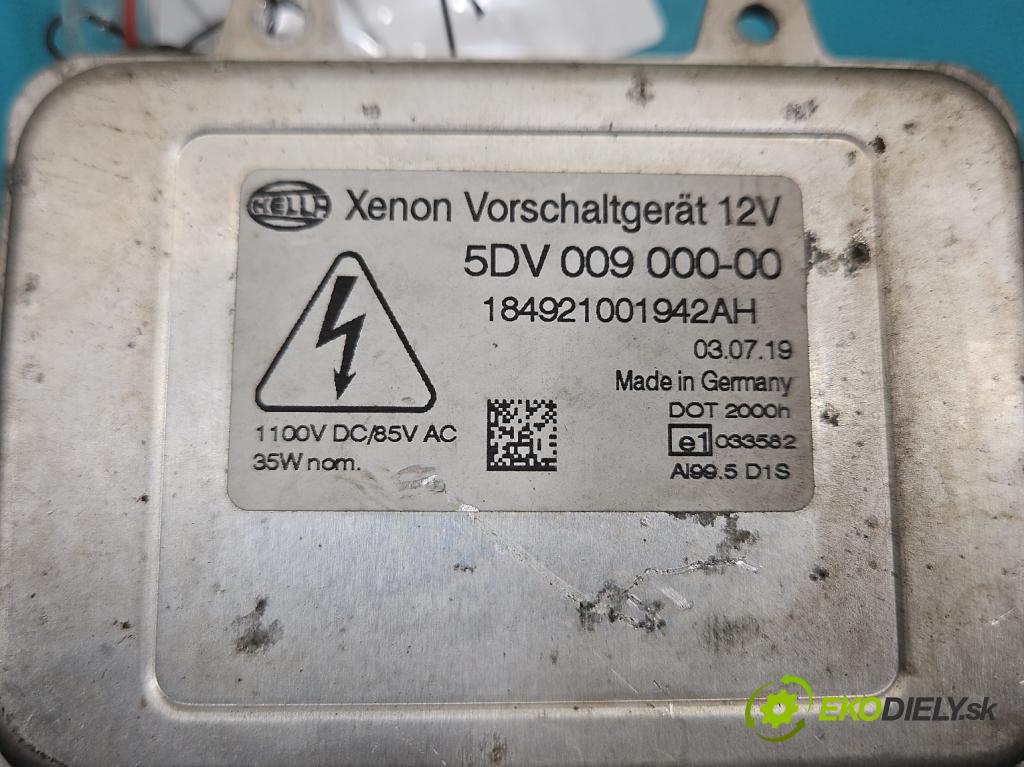 HELLA Xenon Vorschaltgerät 12V
5DV 009 000-00
184921001942AH
03.07.19
Made in Germany
DOT 2000h
1100V DC/85V AC
e1 033582
35W nom.
Al99.5 D1S
EKODIELY.sk